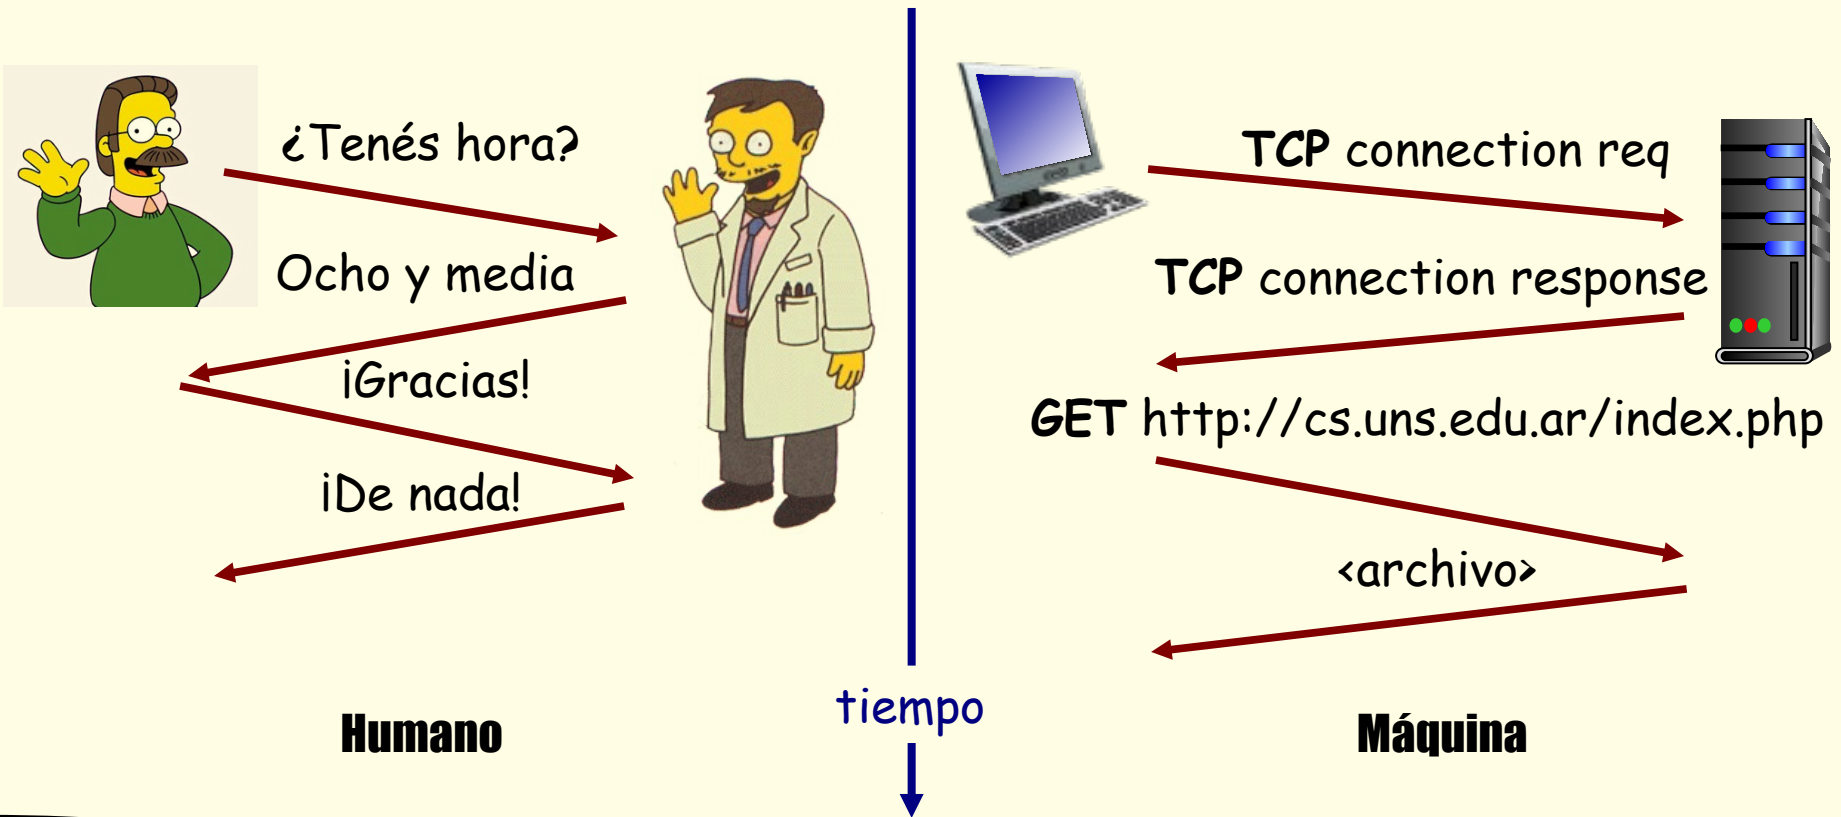 ¿Tenés hora?
Ocho y media
¡Gracias!
¡De nada!
Humano
tiempo
TCP connection req
TCP connection response
GET http://cs.uns.edu.ar/index.php
<archivo>
Máquina